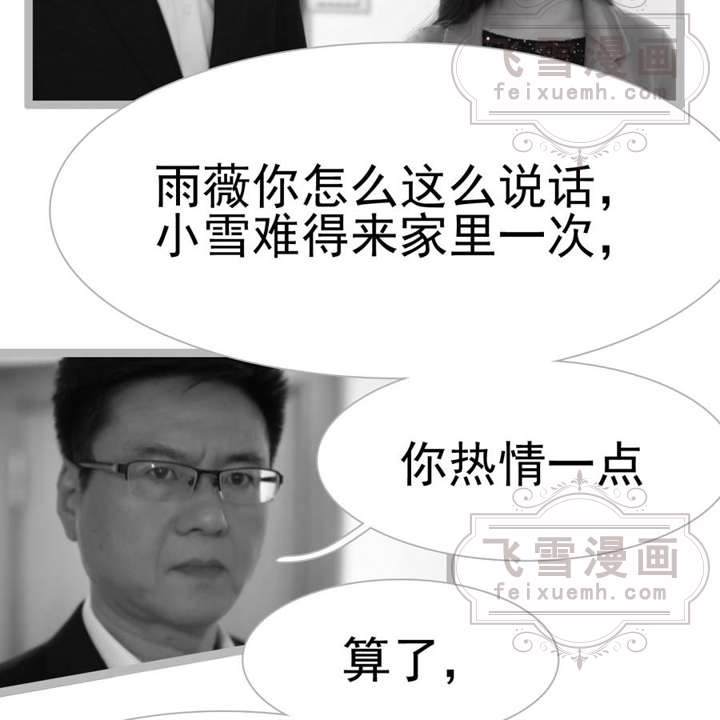 飞雪漫画
feixuemh.com
雨薇你怎么这么说话，
小雪难得来家里一次，
你热情一点
飞雪漫画
feixuemh.com
算了，